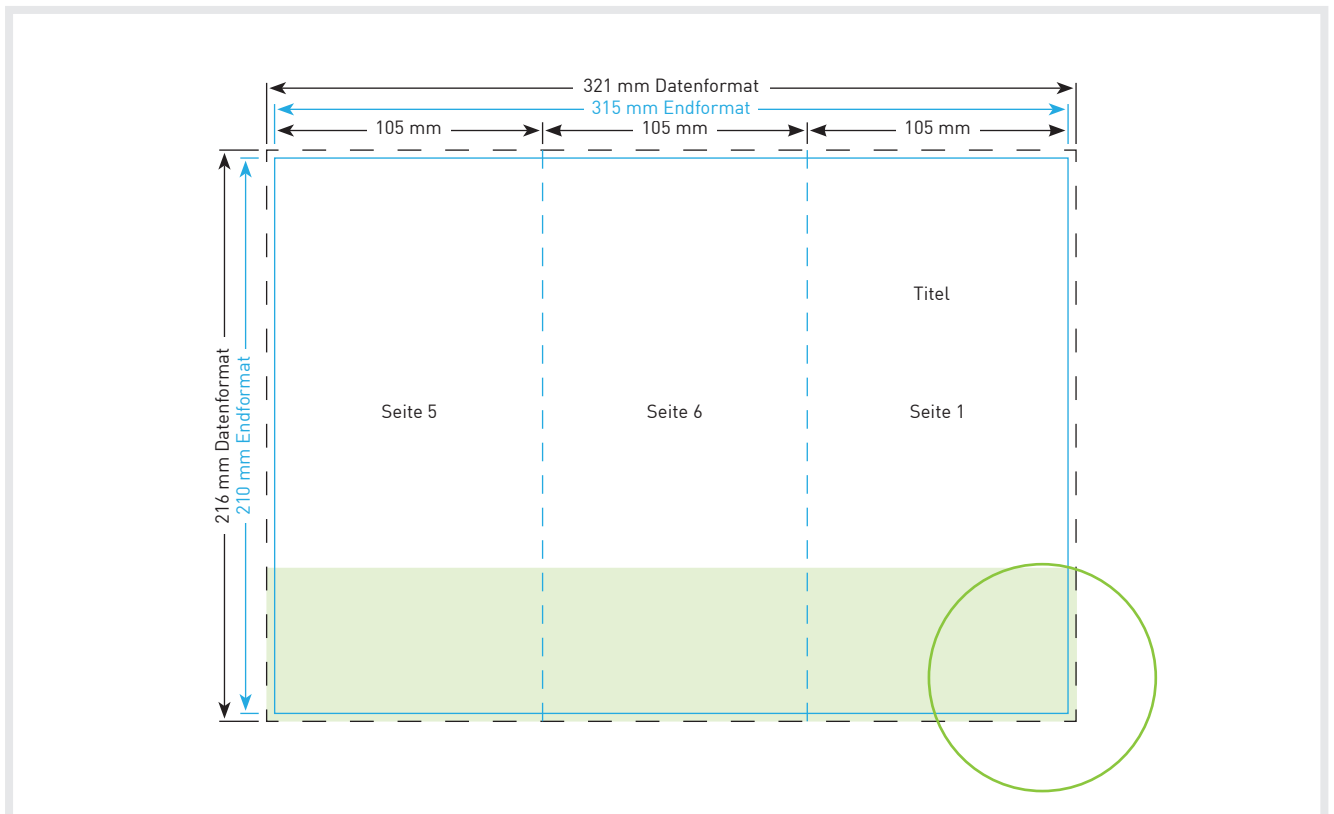 321 mm Datenformat
315 mm Endformat
105 mm
105 mm
105 mm
216 mm Datenformat
210 mm Endformat
Titel
Seite 5
Seite 6
Seite 1